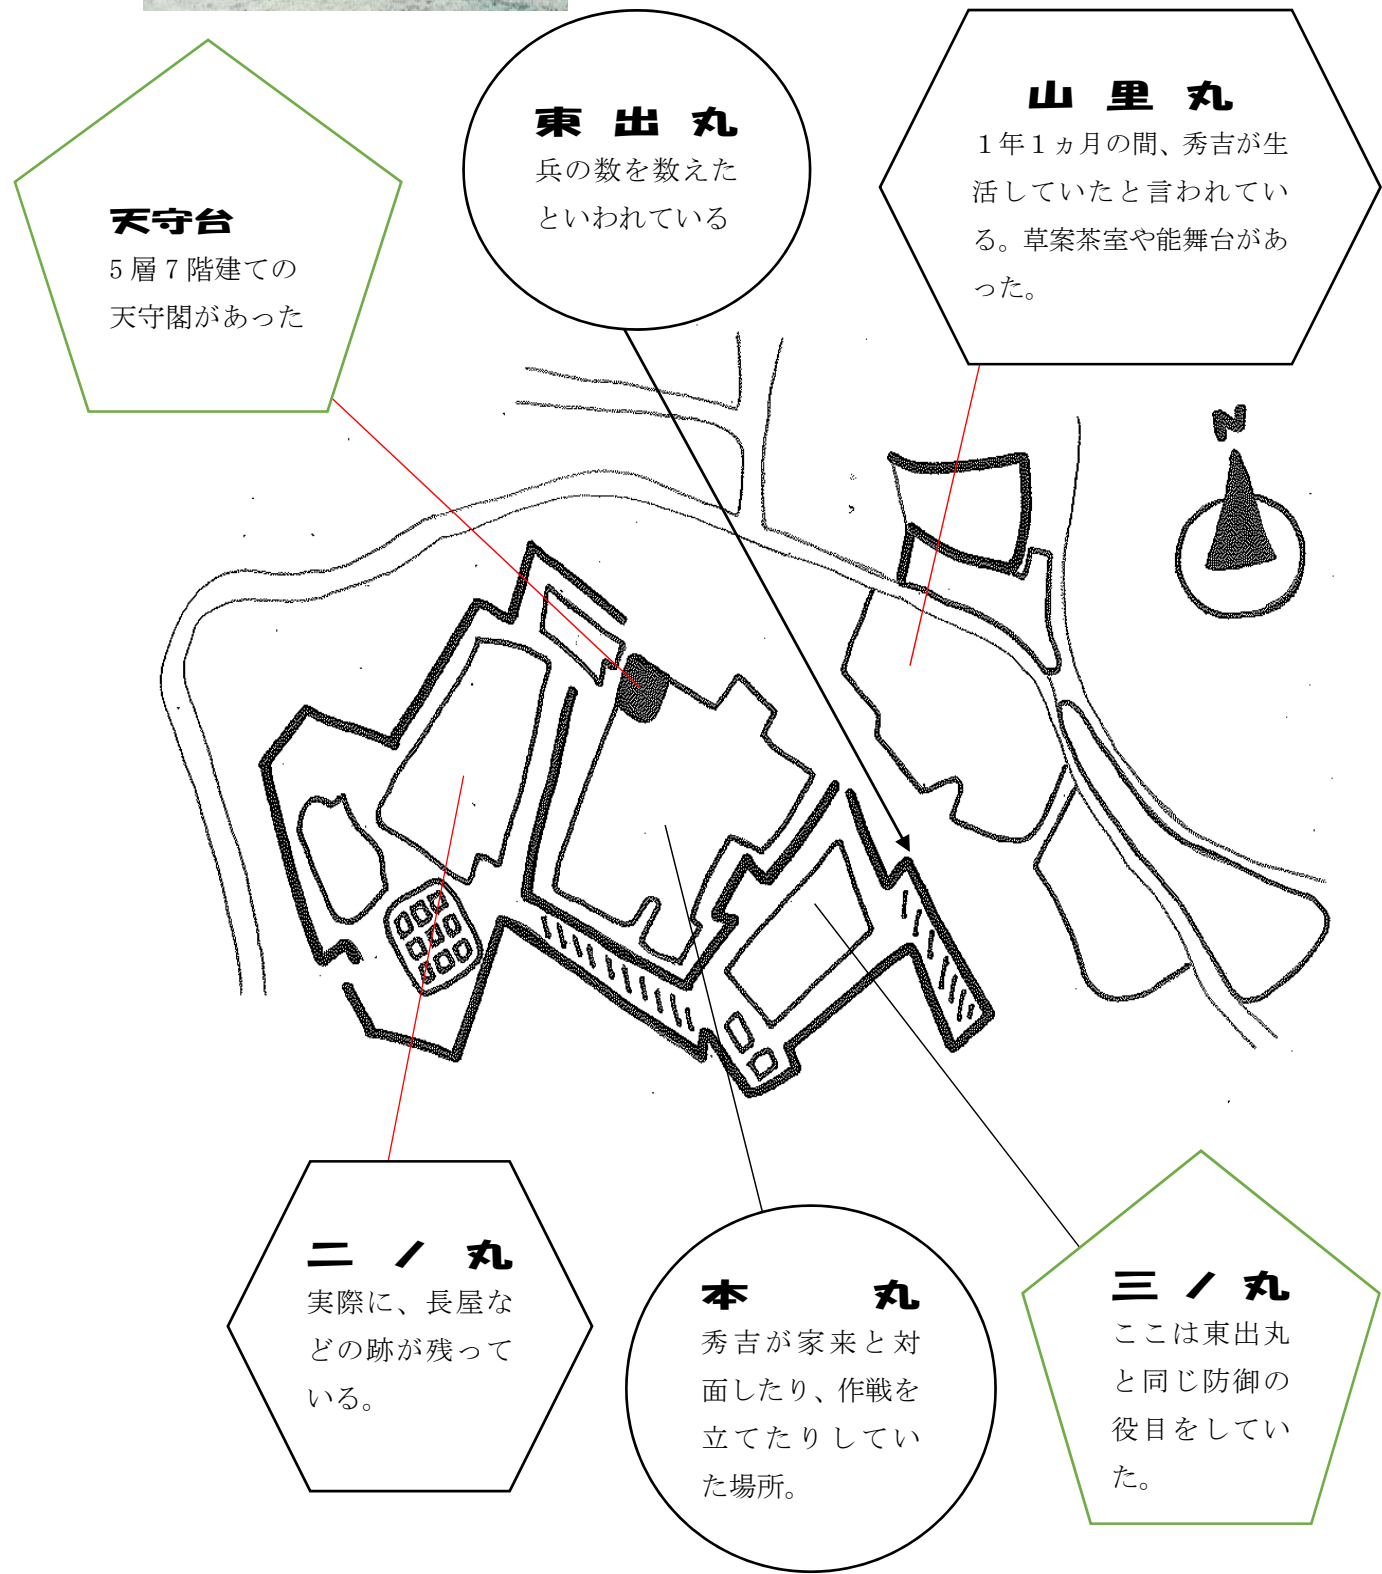 天守台
5層7階建ての
天守閣があった
東出丸
兵の数を数えた
といわれている
山里丸
1年1ヵ月の間、秀吉が生
活していたと言われてい
る。草案茶室や能舞台があ
った。
N
二ノ丸
実際に、長屋な
どの跡が残って
いる。
本丸
秀吉が家来と対
面したり、作戦を
立てたりしてい
た場所。
三ノ丸
ここは東出丸
と同じ防御の
役目をしてい
た。